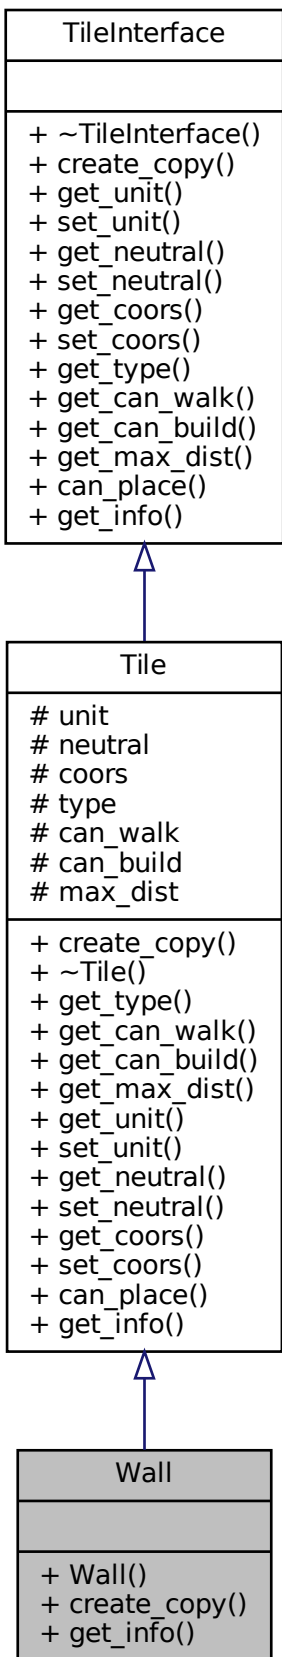 TileInterface
+ ~TileInterface()
+ create_copy()
+ get_unit()
+ set_unit()
+ get_neutral()
+ set_neutral()
+ get_coors()
+ set_coors()
+ get_type()
+ get_can_walk()
+ get_can_build()
+ get_max_dist()
+ can_place()
+ get_info()
Tile
# unit
# neutral
# coors
# type
# can_walk
# can_build
# max_dist
+ create_copy()
+ ~Tile()
+ get_type()
+ get_can_walk()
+ get_can_build()
+ get_max_dist()
+ get_unit()
+ set_unit()
+ get_neutral()
+ set_neutral()
+ get_coors()
+ set_coors()
+ can_place()
+ get_info()
Wall
+ Wall()
+ create_copy()
+ get_info()